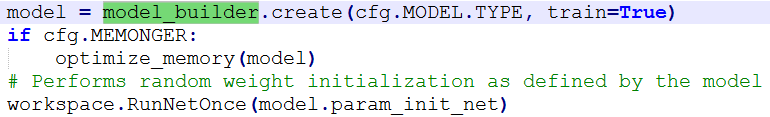 model = model_builder.create(cfg.MODEL.TYPE, train=True)
if cfg.MEMONGER:
    optimize_memory(model)
# Performs random weight initialization as defined by the model
workspace.RunNetOnce(model.param_init_net)